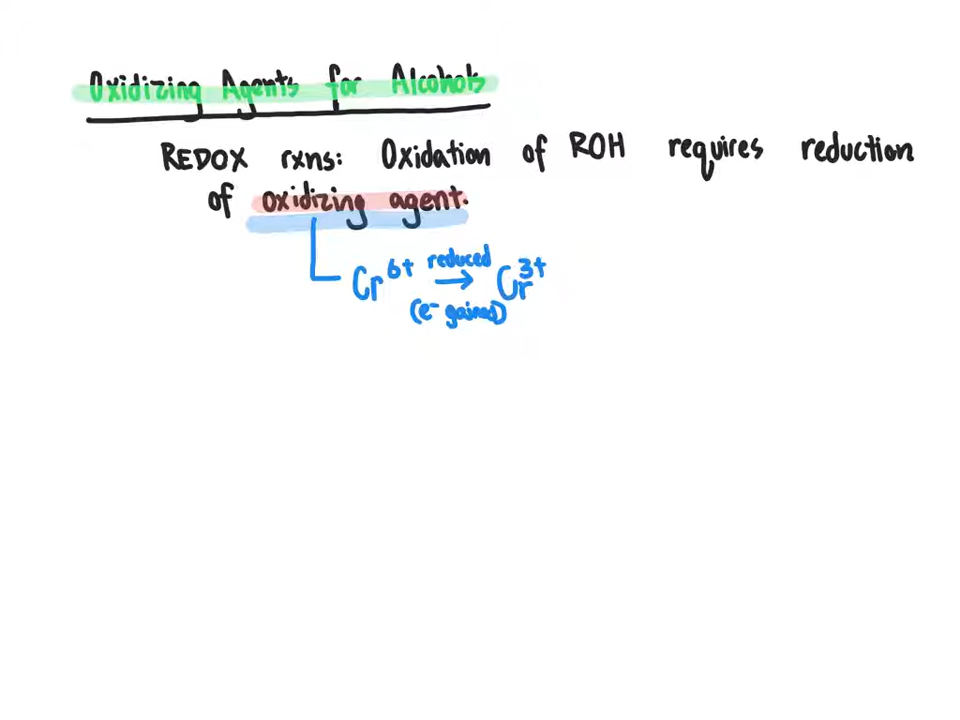 Oxidizing Agents for Alcohols
REDOX rxns: Oxidation of ROH requires reduction
of oxidizing agent.
Cr⁶⁺ reduced → Cr³⁺
(e⁻ gained)